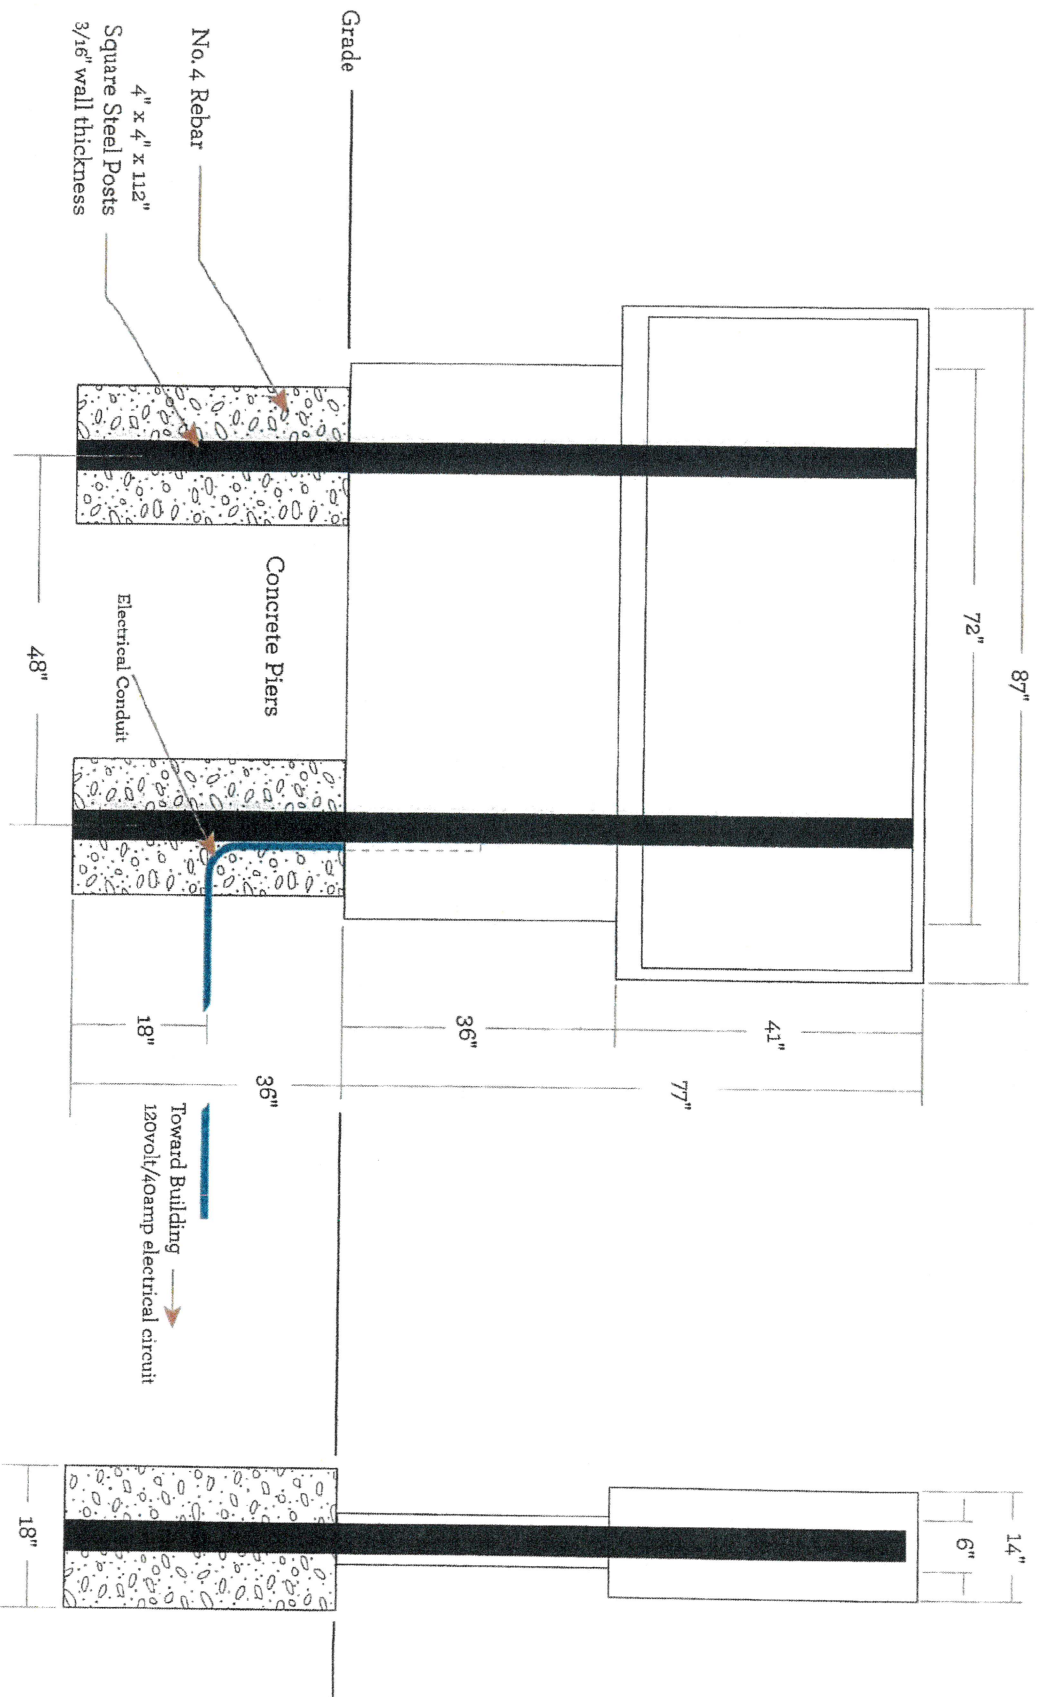 87"
72"
41"
77"
36"
36"
18"
Grade
No.4 Rebar
4" x 4" x 112"
Square Steel Posts
3/16" wall thickness
Concrete Piers
Electrical Conduit
48"
Toward Building
120volt/40amp electrical circuit
14"
6"
18"